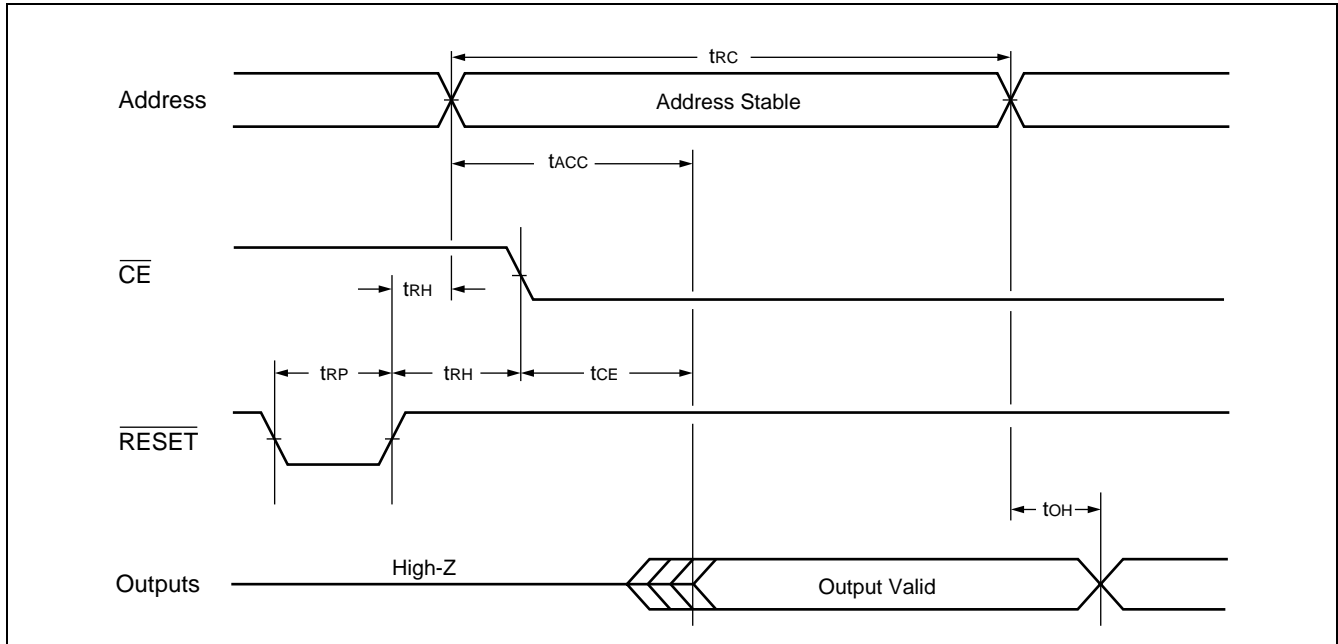 tRC
Address
Address Stable
tACC
CE
tRH
tRP
tRH
tCE
RESET
tOH
High-Z
Outputs
Output Valid